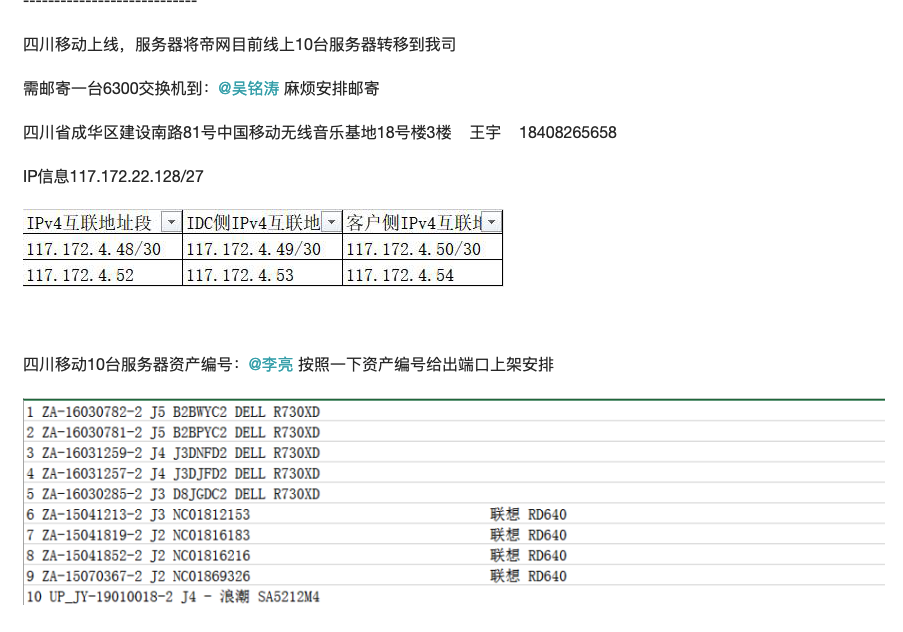 -----------------------------
四川移动上线，服务器将帝网目前线上10台服务器转移到我司
需邮寄一台6300交换机到：@吴铭涛 麻烦安排邮寄
四川省成华区建设南路81号中国移动无线音乐基地18号楼3楼 王宇 18408265658
IP信息117.172.22.128/27
IPv4互联地址段 IDC侧IPv4互联地 客户侧IPv4互联
117.172.4.48/30 117.172.4.49/30 117.172.4.50/30
117.172.4.52 117.172.4.53 117.172.4.54
四川移动10台服务器资产编号：@李亮 按照一下资产编号给出端口上架安排
1 ZA-16030782-2 J5 B2BWYC2 DELL R730XD
2 ZA-16030781-2 J5 B2BPYC2 DELL R730XD
3 ZA-16031259-2 J4 J3DNFD2 DELL R730XD
4 ZA-16031257-2 J4 J3DJFD2 DELL R730XD
5 ZA-16030285-2 J3 D8JGDC2 DELL R730XD
6 ZA-15041213-2 J3 NC01812153 联想 RD640
7 ZA-15041819-2 J2 NC01816183 联想 RD640
8 ZA-15041852-2 J2 NC01816216 联想 RD640
9 ZA-15070367-2 J2 NC01869326 联想 RD640
10 UP_JY-19010018-2 J4 - 浪潮 SA5212M4